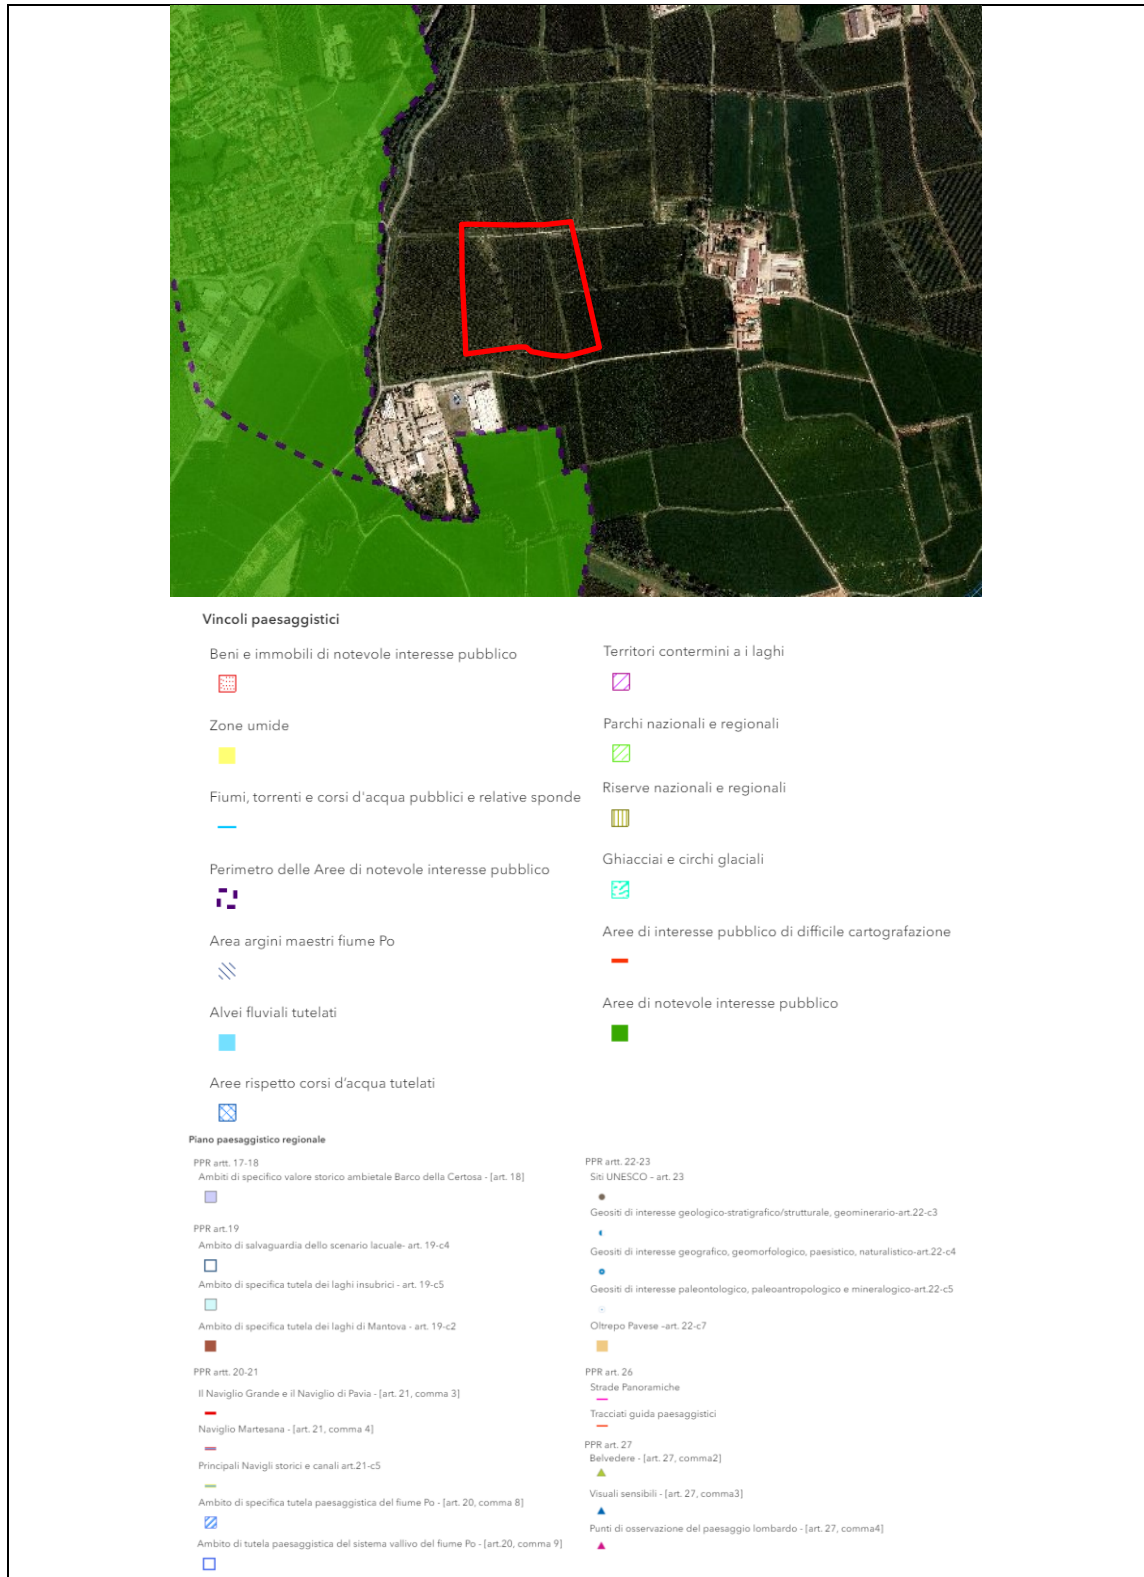 Vincoli paesaggistici
Beni e immobili di notevole interesse pubblico
Zone umide
Fiumi, torrenti e corsi d'acqua pubblici e relative sponde
Perimetro delle Aree di notevole interesse pubblico
Area argini maestri fiume Po
Alvei fluviali tutelati
Aree rispetto corsi d'acqua tutelati
Territori contermini a i laghi
Parchi nazionali e regionali
Riserve nazionali e regionali
Ghiacciai e circhi glaciali
Aree di interesse pubblico di difficile cartografazione
Aree di notevole interesse pubblico
Piano paesaggistico regionale
PPR artt. 17-18
Ambiti di specifico valore storico ambietale Barco della Certosa - [art. 18]
PPR art.19
Ambito di salvaguardia dello scenario lacuale- art. 19-c4
Ambito di specifica tutela dei laghi insubrici - art. 19-c5
Ambito di specifica tutela dei laghi di Mantova - art. 19-c2
PPR artt. 20-21
Il Naviglio Grande e il Naviglio di Pavia - [art. 21, comma 3]
Naviglio Martesana - [art. 21, comma 4]
Principali Navigli storici e canali art.21-c5
Ambito di specifica tutela paesaggistica del fiume Po - [art. 20, comma 8]
Ambito di tutela paesaggistica del sistema vallivo del fiume Po - [art.20, comma 9]
PPR artt. 22-23
Siti UNESCO - art. 23
Geositi di interesse geologico-stratigrafico/strutturale, geominerario-art.22-c3
Geositi di interesse geografico, geomorfologico, paesistico, naturalistico-art.22-c4
Geositi di interesse paleontologico, paleoantropologico e mineralogico-art.22-c5
Oltrepo Pavese -art. 22-c7
PPR art. 26
Strade Panoramiche
Tracciati guida paesaggistici
PPR art. 27
Belvedere - [art. 27, comma2]
Visuali sensibili - [art. 27, comma3]
Punti di osservazione del paesaggio lombardo - [art. 27, comma4]